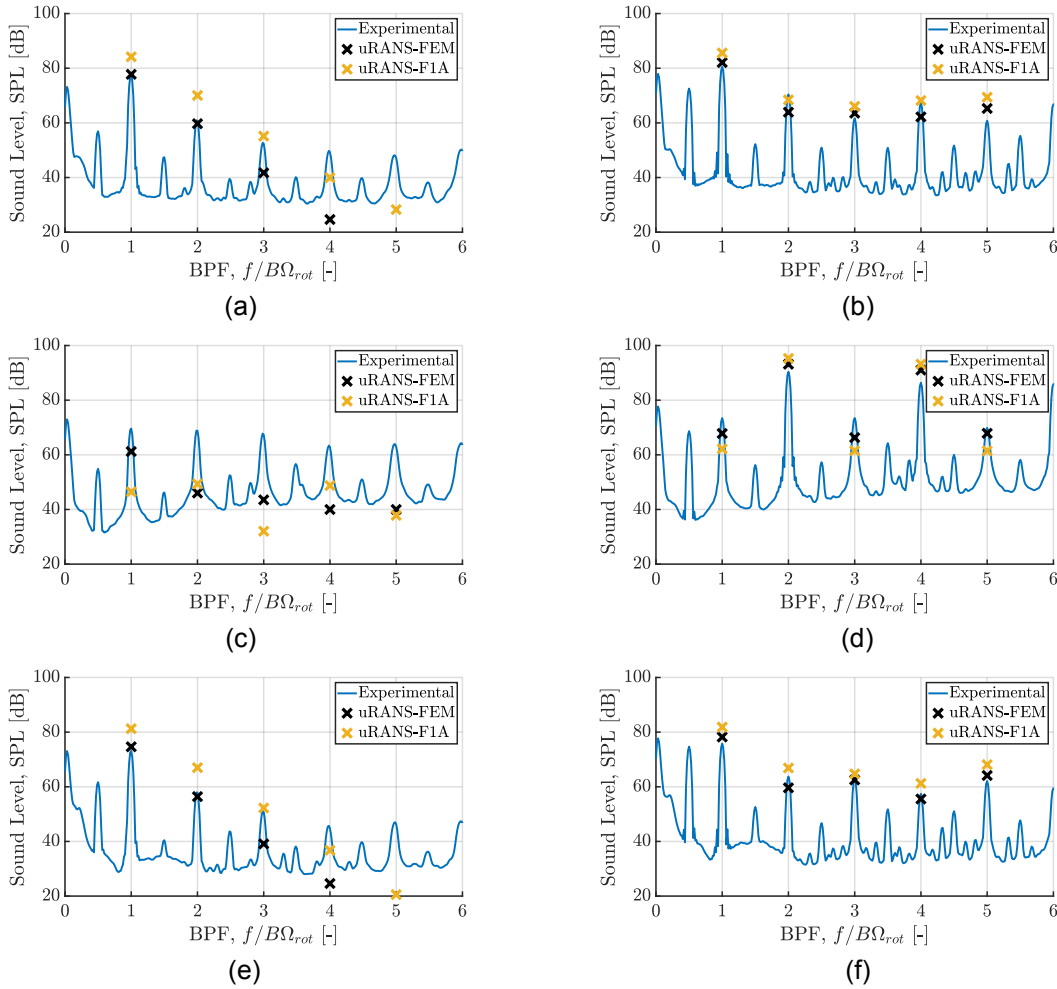 100
80
60
40
20
Sound Level, SPL [dB]
Experimental
uRANS-FEM
uRANS-F1A
0 1 2 3 4 5 6
BPF, f/BΩrot [-]
(a)
100
80
60
40
20
Sound Level, SPL [dB]
Experimental
uRANS-FEM
uRANS-F1A
0 1 2 3 4 5 6
BPF, f/BΩrot [-]
(b)
100
80
60
40
20
Sound Level, SPL [dB]
Experimental
uRANS-FEM
uRANS-F1A
0 1 2 3 4 5 6
BPF, f/BΩrot [-]
(c)
100
80
60
40
20
Sound Level, SPL [dB]
Experimental
uRANS-FEM
uRANS-F1A
0 1 2 3 4 5 6
BPF, f/BΩrot [-]
(d)
100
80
60
40
20
Sound Level, SPL [dB]
Experimental
uRANS-FEM
uRANS-F1A
0 1 2 3 4 5 6
BPF, f/BΩrot [-]
(e)
100
80
60
40
20
Sound Level, SPL [dB]
Experimental
uRANS-FEM
uRANS-F1A
0 1 2 3 4 5 6
BPF, f/BΩrot [-]
(f)